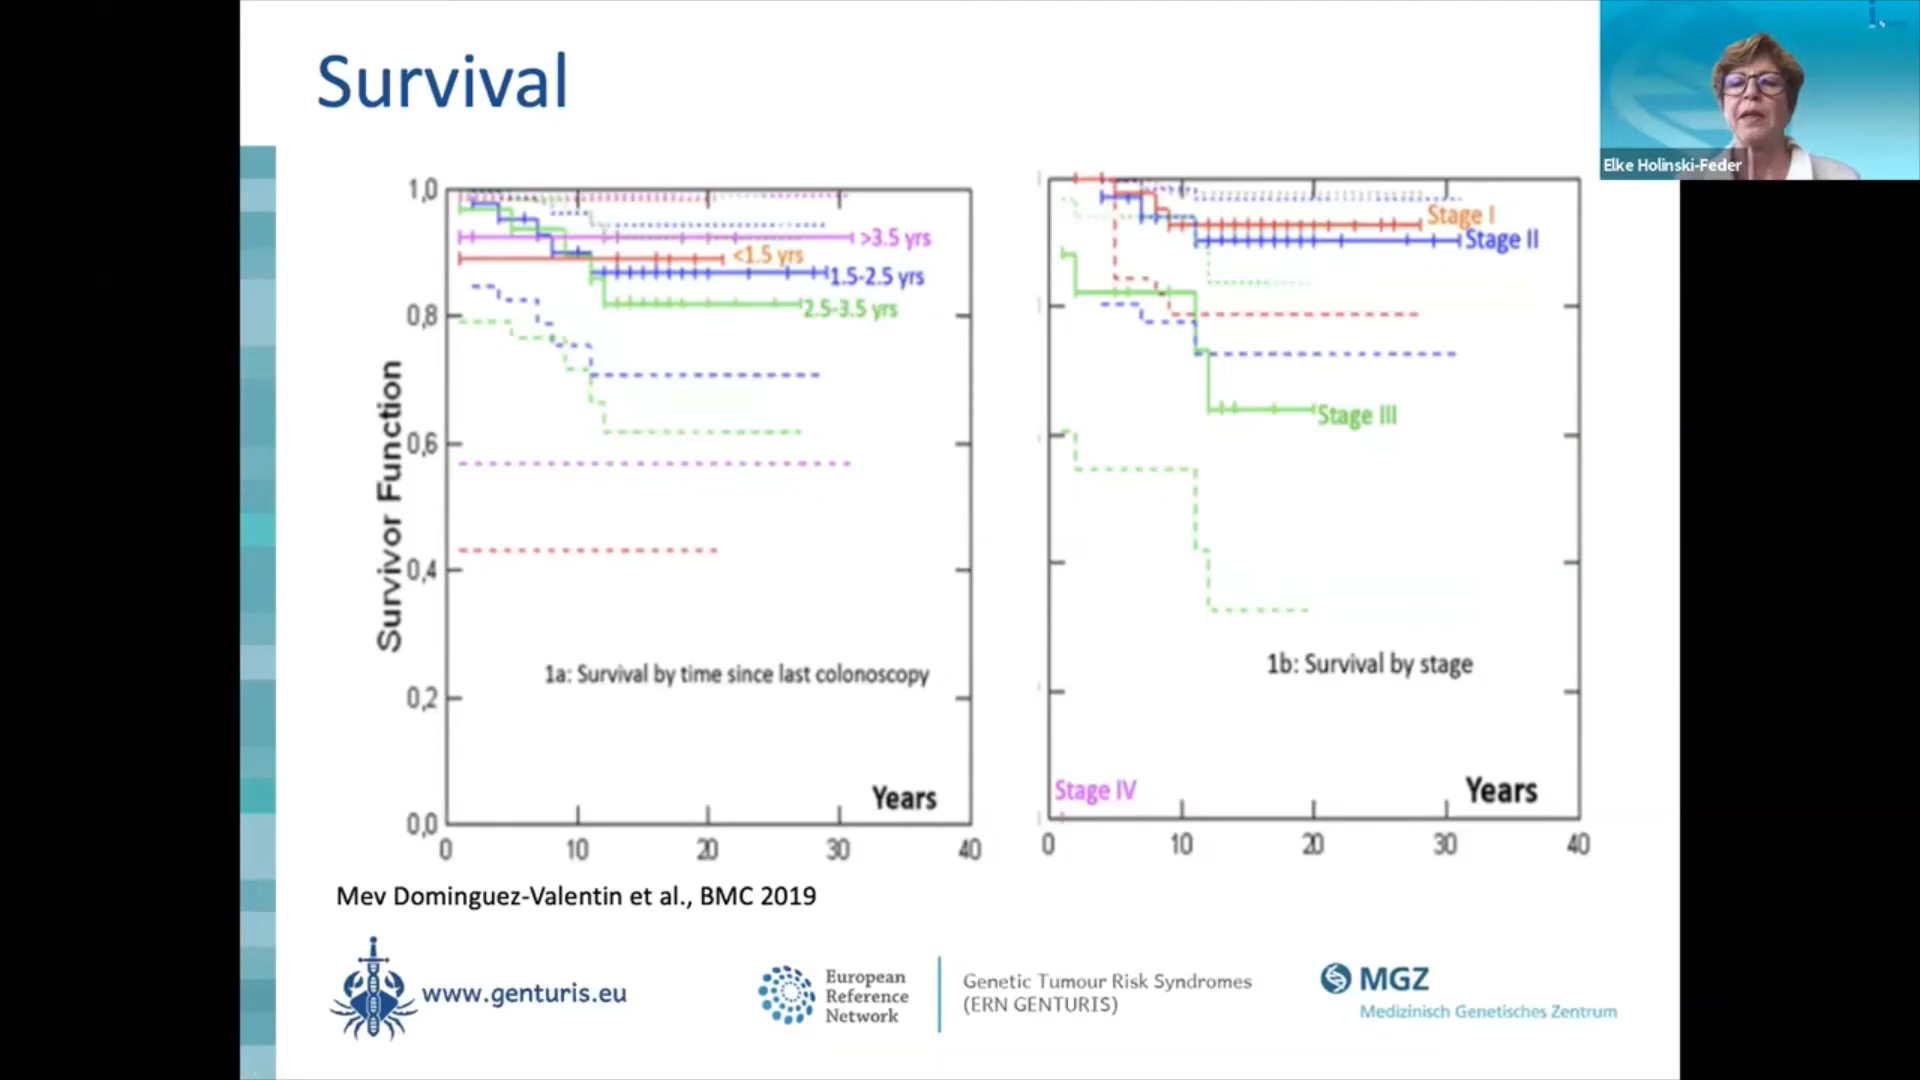 Survival
Elke Holinski-Feder
1,0
0,8
0,6
0,4
0,2
0,0
Survivor Function
>3.5 yrs
<1.5 yrs
1.5-2.5 yrs
2.5-3.5 yrs
1a: Survival by time since last colonoscopy
Years
0 10 20 30 40
Stage I
Stage II
Stage III
1b: Survival by stage
Stage IV
Years
0 10 20 30 40
Mev Dominguez-Valentin et al., BMC 2019
www.genturis.eu
European
Reference
Network
Genetic Tumour Risk Syndromes
(ERN GENTURIS)
MGZ
Medizinisch Genetisches Zentrum